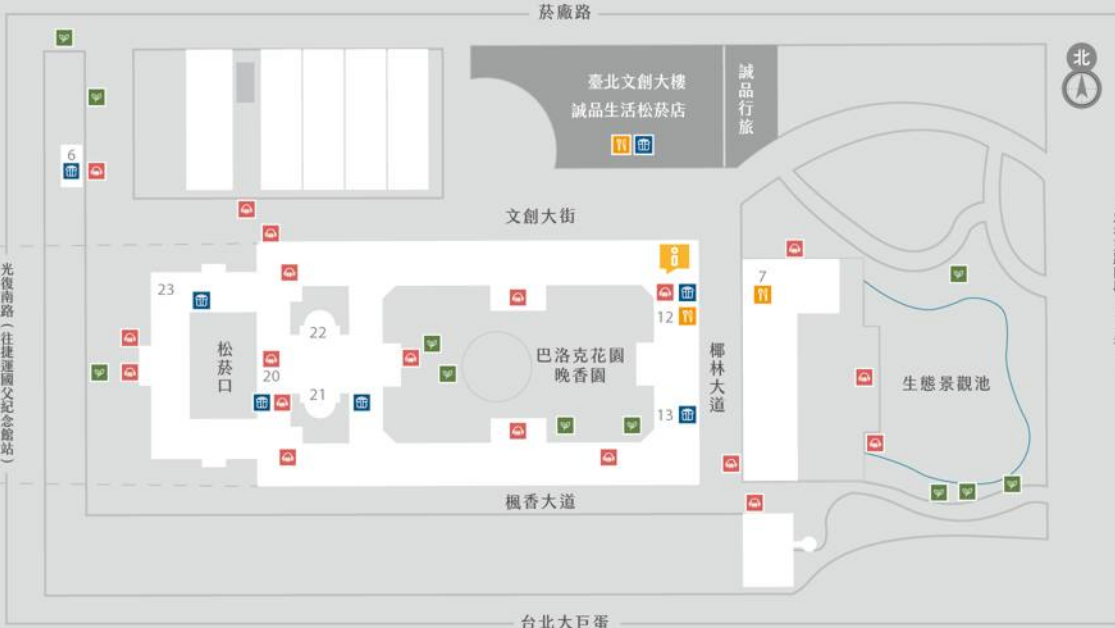 菸廠路
北
臺北文創大樓
誠品生活松菸店
誠品行旅
6
文創大街
光復南路(往捷運國父紀念館站)
23
7
12
22
松菸口
20
21
巴洛克花園
晚香園
椰林大道
生態景觀池
13
楓香大道
台北大巨蛋